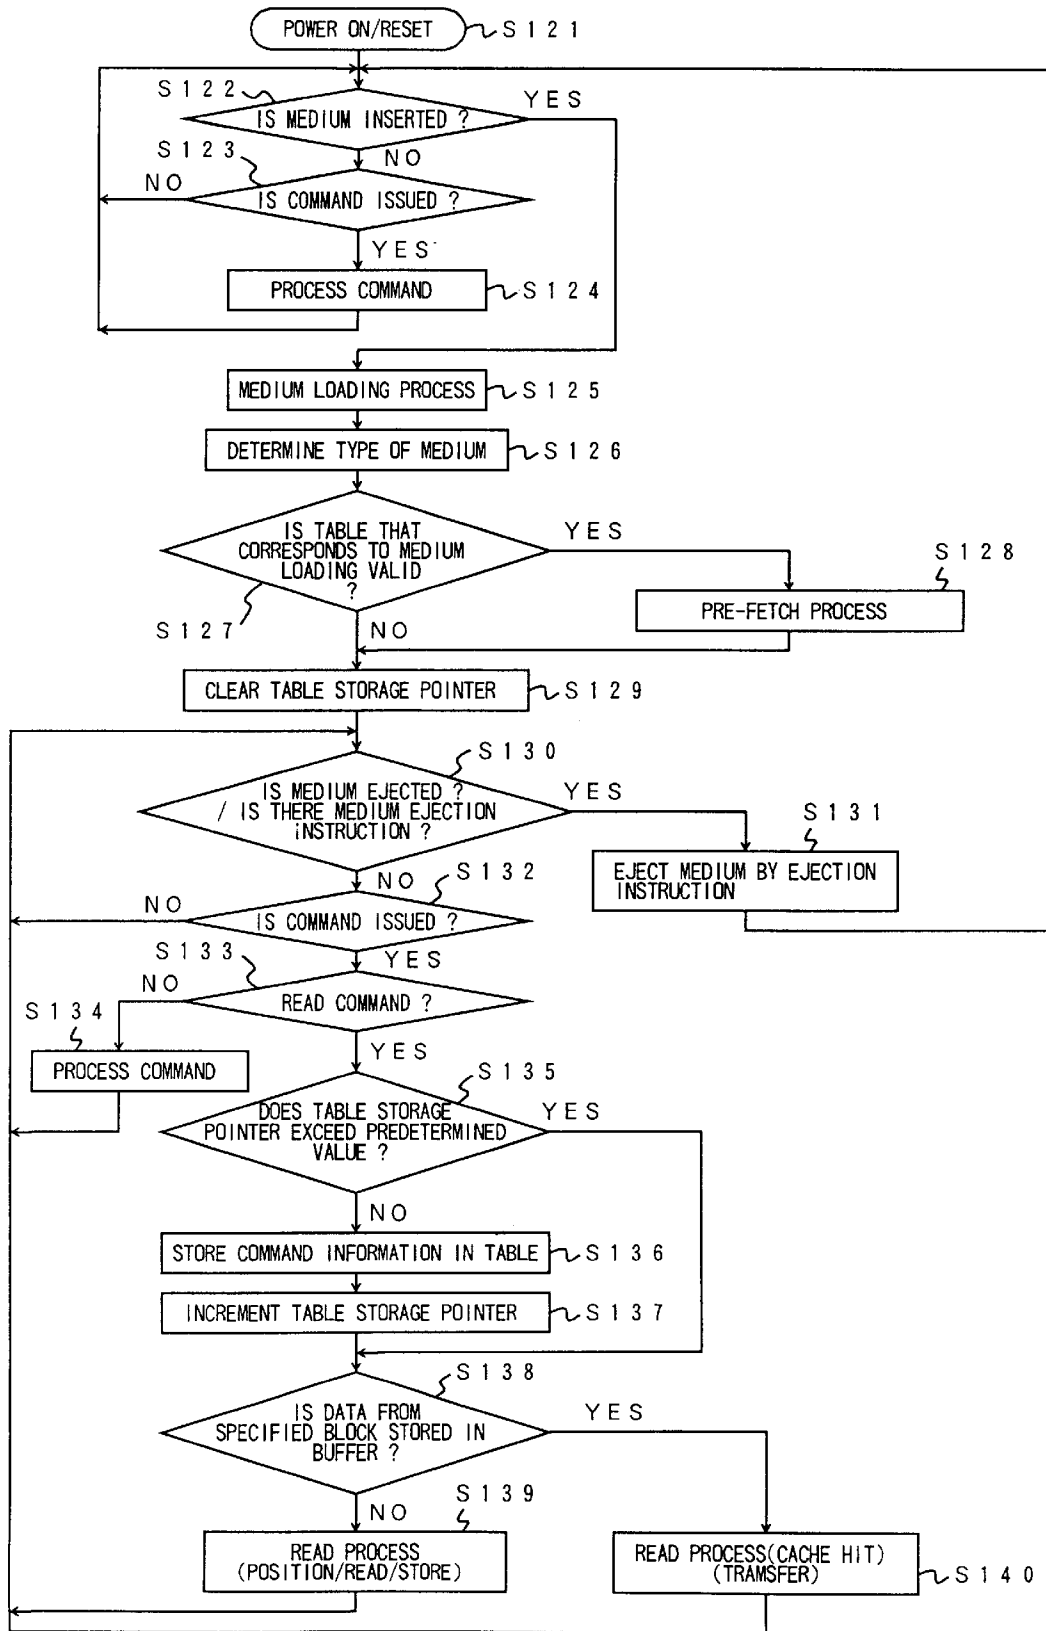 POWER ON/RESET
S121
S122
YES
IS MEDIUM INSERTED ?
S123
NO
NO
IS COMMAND ISSUED ?
YES
PROCESS COMMAND
S124
MEDIUM LOADING PROCESS
S125
DETERMINE TYPE OF MEDIUM
S126
IS TABLE THAT
CORRESPONDS TO MEDIUM
LOADING VALID
?
YES
S128
S127
NO
PRE-FETCH PROCESS
CLEAR TABLE STORAGE POINTER
S129
S130
IS MEDIUM EJECTED ?
/ IS THERE MEDIUM EJECTION
INSTRUCTION ?
YES
S131
EJECT MEDIUM BY EJECTION
INSTRUCTION
NO
S132
NO
IS COMMAND ISSUED ?
S133
YES
NO
READ COMMAND ?
S134
YES
PROCESS COMMAND
S135
DOES TABLE STORAGE
POINTER EXCEED PREDETERMINED
VALUE ?
YES
NO
STORE COMMAND INFORMATION IN TABLE
S136
INCREMENT TABLE STORAGE POINTER
S137
S138
IS DATA FROM
SPECIFIED BLOCK STORED IN
BUFFER ?
YES
S139
NO
READ PROCESS
(POSITION/READ/STORE)
READ PROCESS(CACHE HIT)
(TRAMSFER)
S140